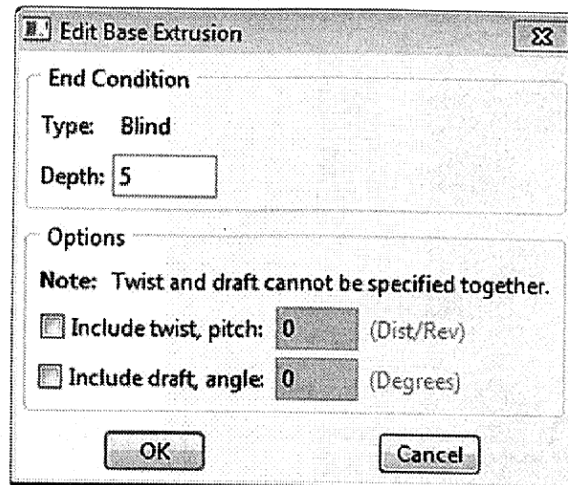 Edit Base Extrusion
End Condition
Type: Blind
Depth: 5
Options
Note: Twist and draft cannot be specified together.
Include twist, pitch: 0 (Dist/Rev)
Include draft, angle: 0 (Degrees)
OK Cancel